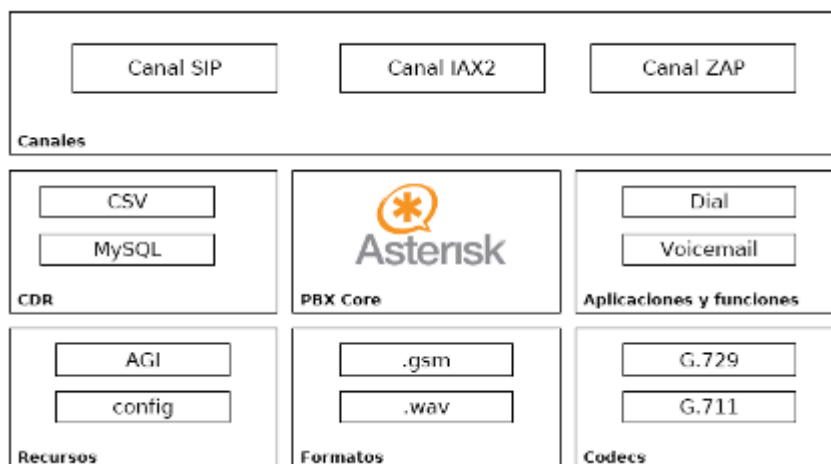 Canal SIP
Canal IAX2
Canal ZAP
Canales
CSV
MySQL
CDR
Asterisk
PBX Core
Dial
Voicemail
Aplicaciones y funciones
AGI
config
Recursos
.gsm
.wav
Formatos
G.729
G.711
Codecs